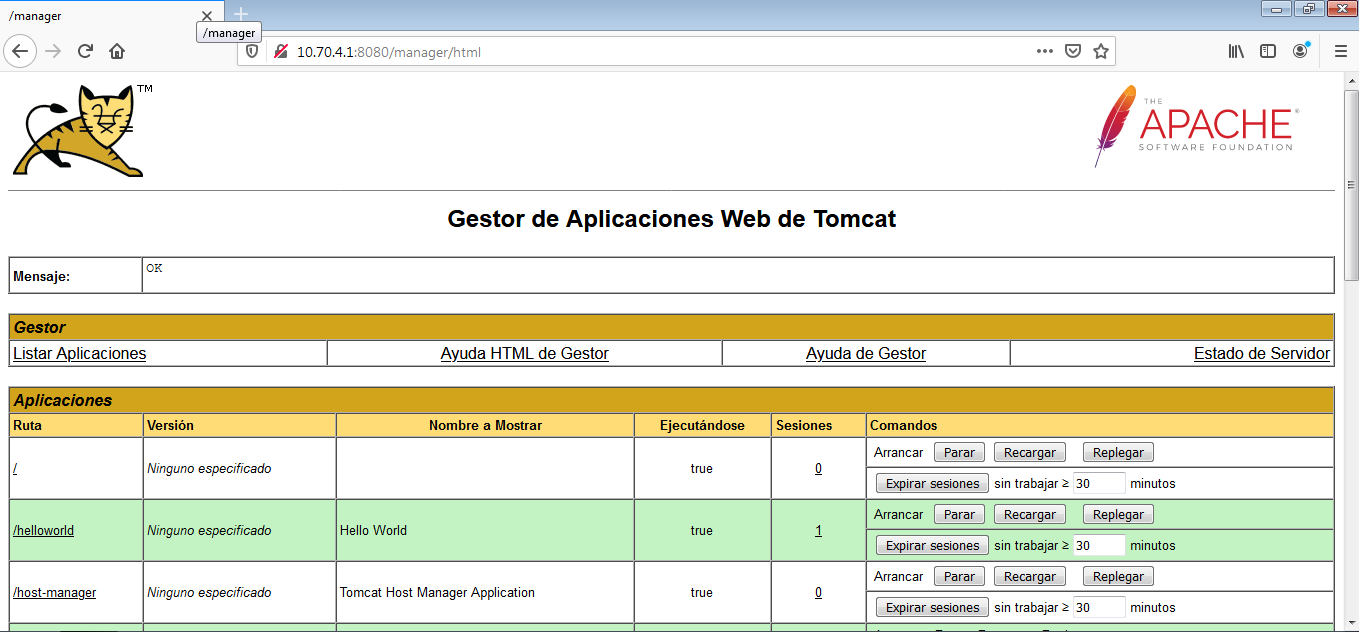 /manager
/manager
10.70.4.1:8080/manager/html
TM
THE
APACHE®
SOFTWARE FOUNDATION
Gestor de Aplicaciones Web de Tomcat
Mensaje: OK
Gestor
Listar Aplicaciones Ayuda HTML de Gestor Ayuda de Gestor Estado de Servidor
Aplicaciones
Ruta Versión Nombre a Mostrar Ejecutándose Sesiones Comandos
/ Ninguno especificado true 0 Arrancar Parar Recargar Replegar
Expirar sesiones sin trabajar ≥ 30 minutos
/helloworld Ninguno especificado Hello World true 1 Arrancar Parar Recargar Replegar
Expirar sesiones sin trabajar ≥ 30 minutos
/host-manager Ninguno especificado Tomcat Host Manager Application true 0 Arrancar Parar Recargar Replegar
Expirar sesiones sin trabajar ≥ 30 minutos